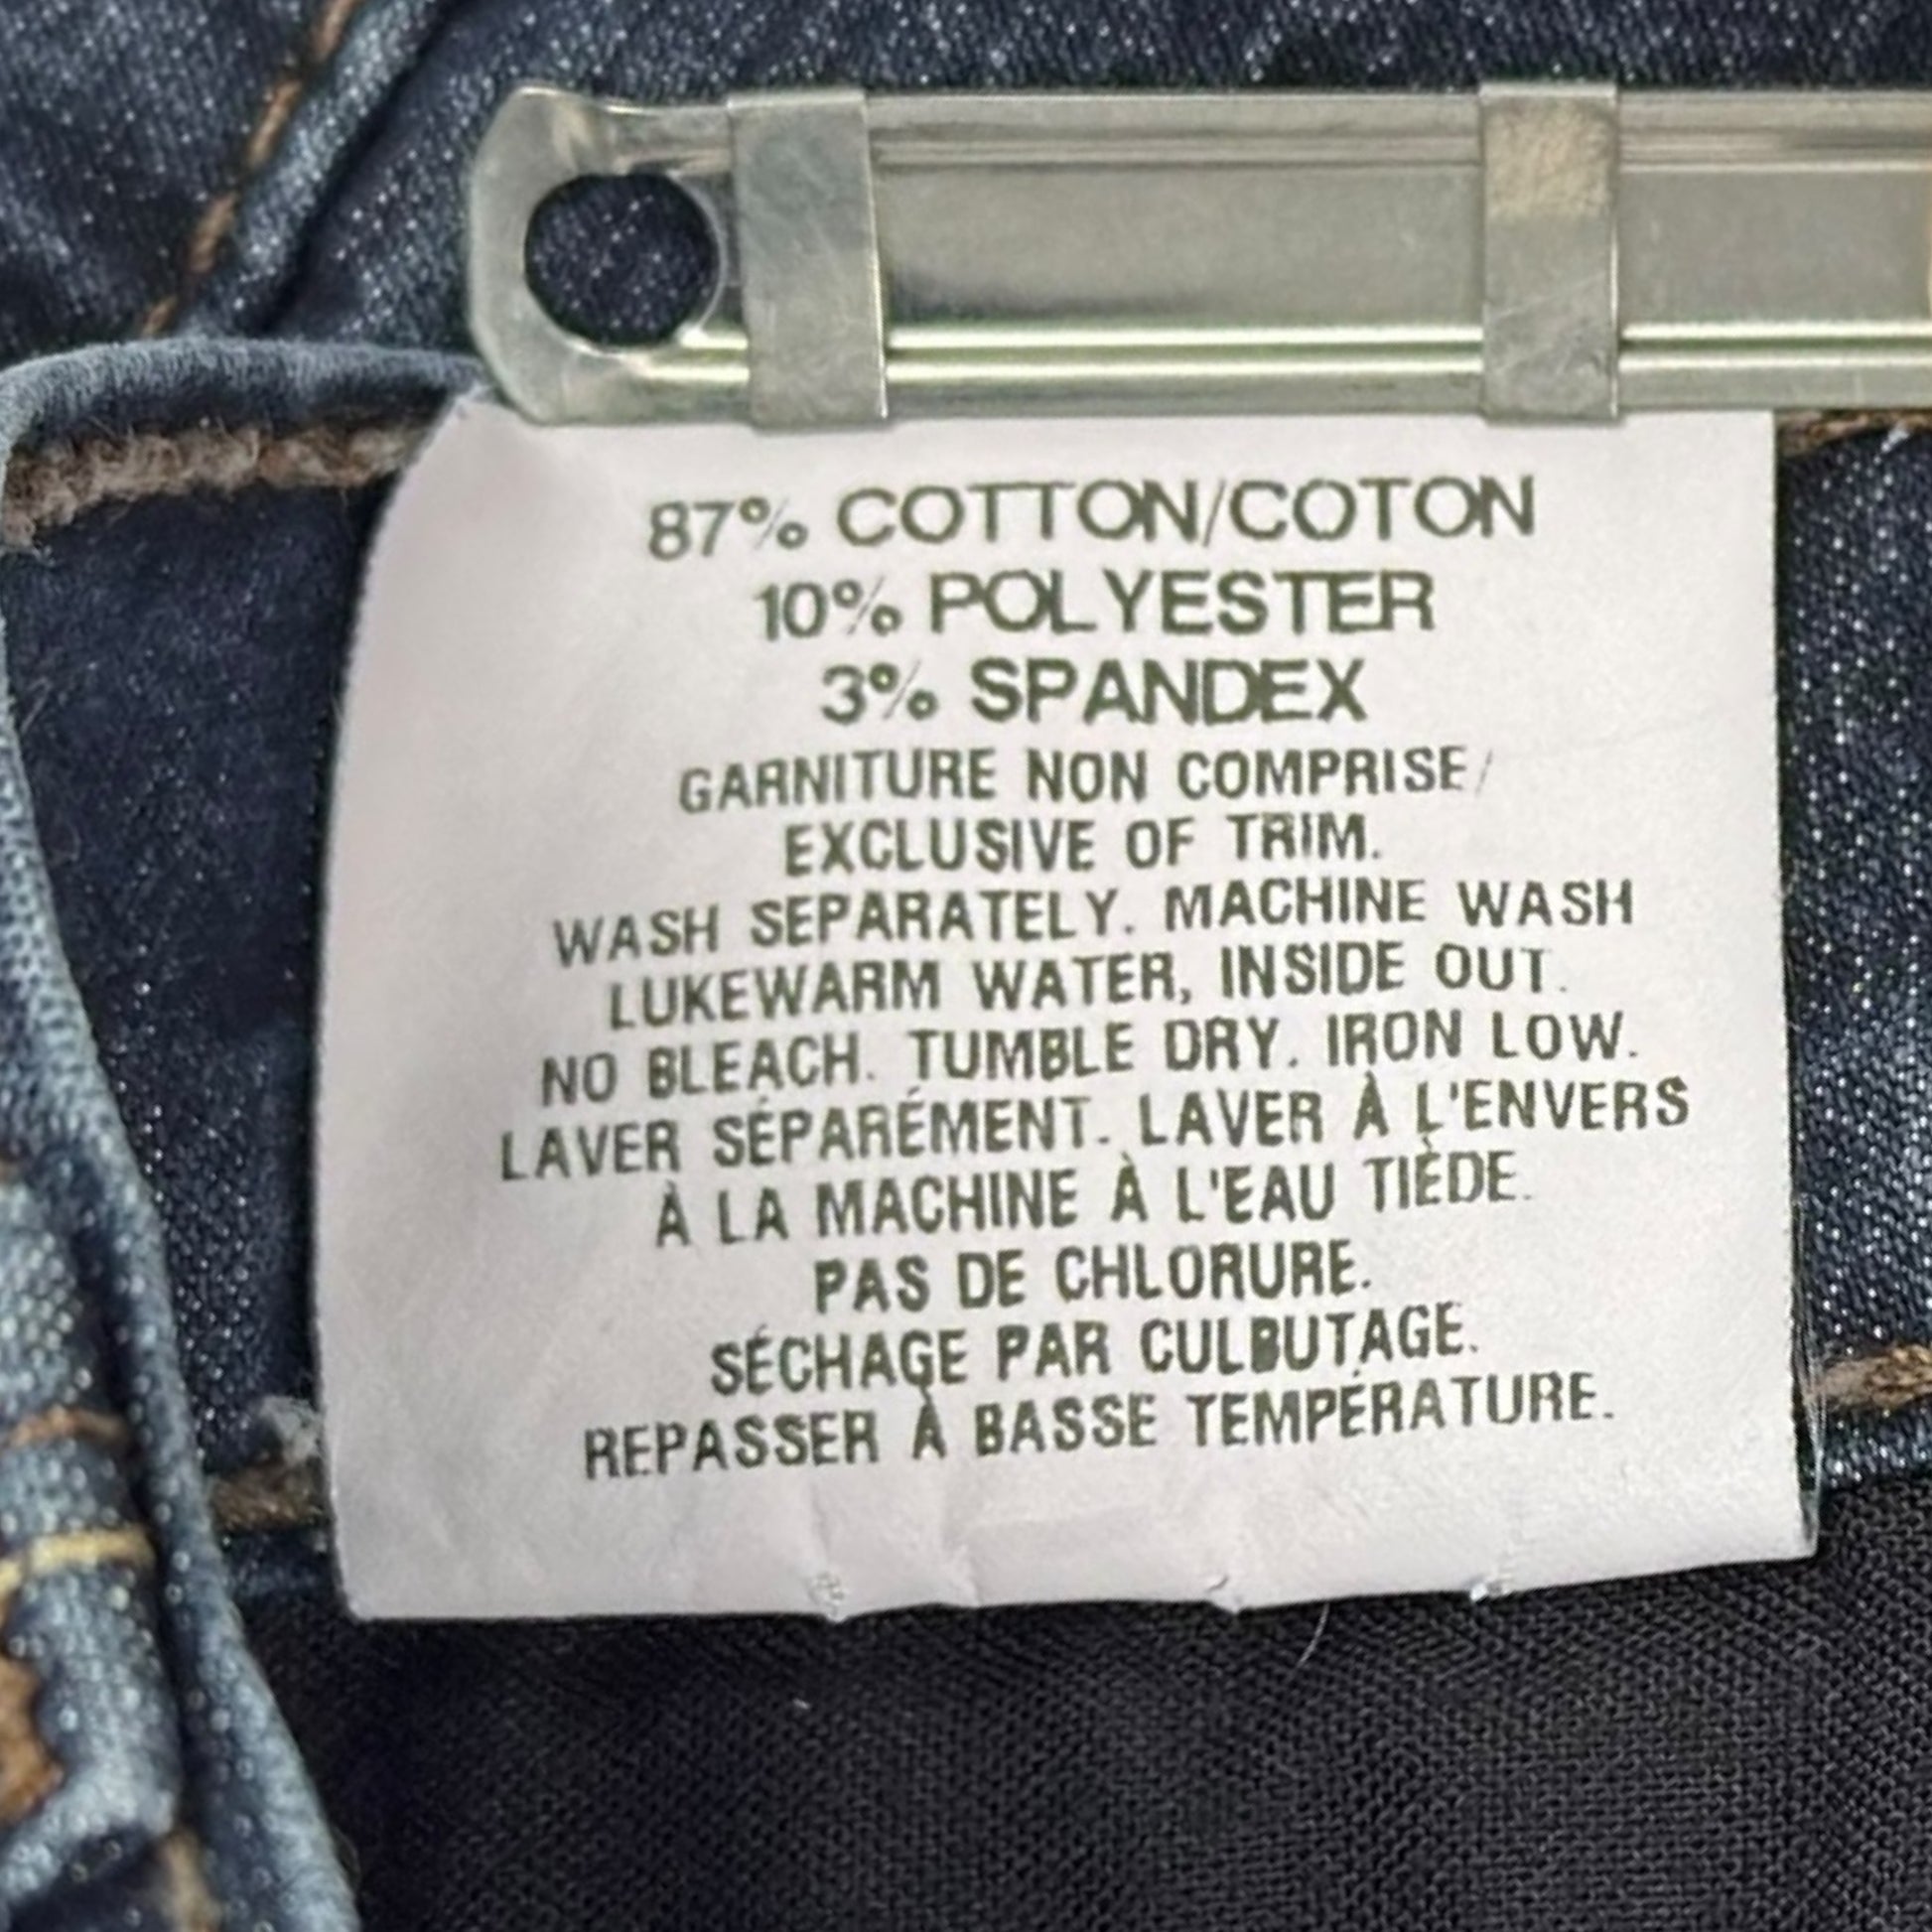 87% COTTON/COTON
10% POLYESTER
3% SPANDEX
GARNITURE NON COMPRISE/
EXCLUSIVE OF TRIM.
WASH SEPARATELY. MACHINE WASH
LUKEWARM WATER, INSIDE OUT.
NO BLEACH. TUMBLE DRY. IRON LOW.
LAVER SÉPARÉMENT. LAVER À L'ENVERS
À LA MACHINE À L'EAU TIÈDE.
PAS DE CHLORURE.
SÉCHAGE PAR CULBUTAGE.
REPASSER À BASSE TEMPÉRATURE.